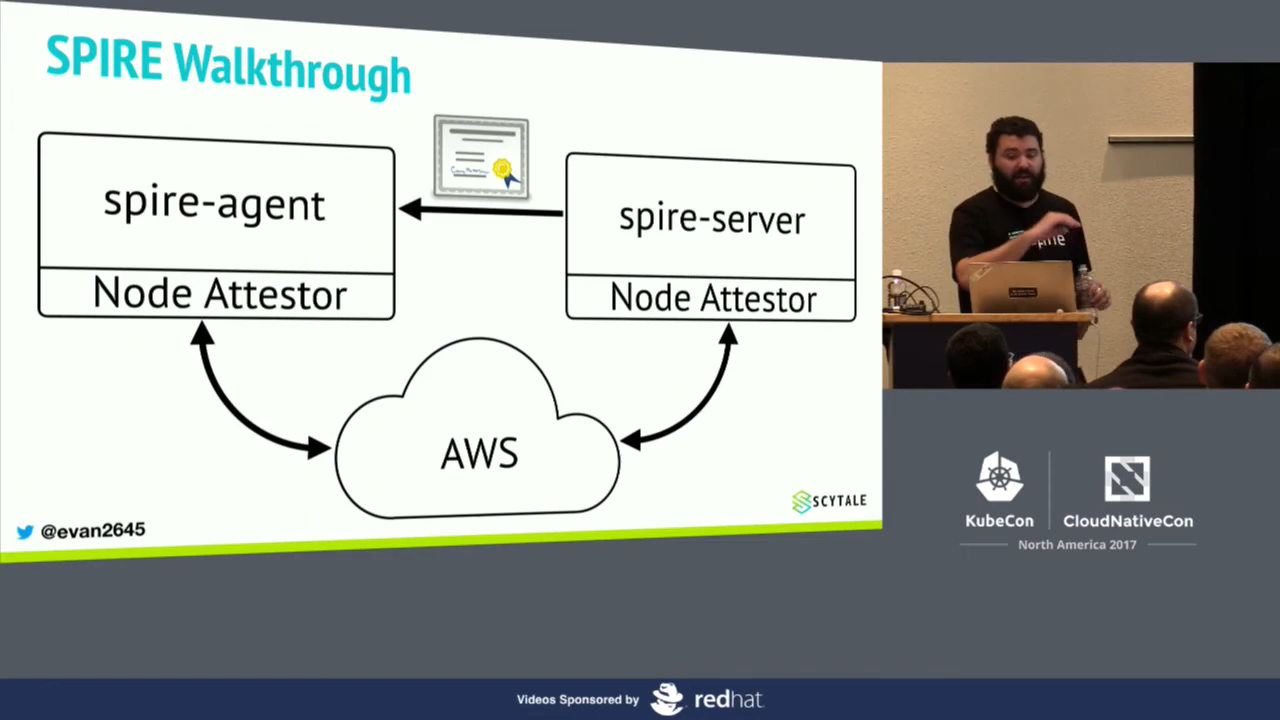 SPIRE Walkthrough
spire-agent
Node Attestor
spire-server
Node Attestor
AWS
@evan2645
SCYTALE
KubeCon
CloudNativeCon
North America 2017
Videos Sponsored by
redhat